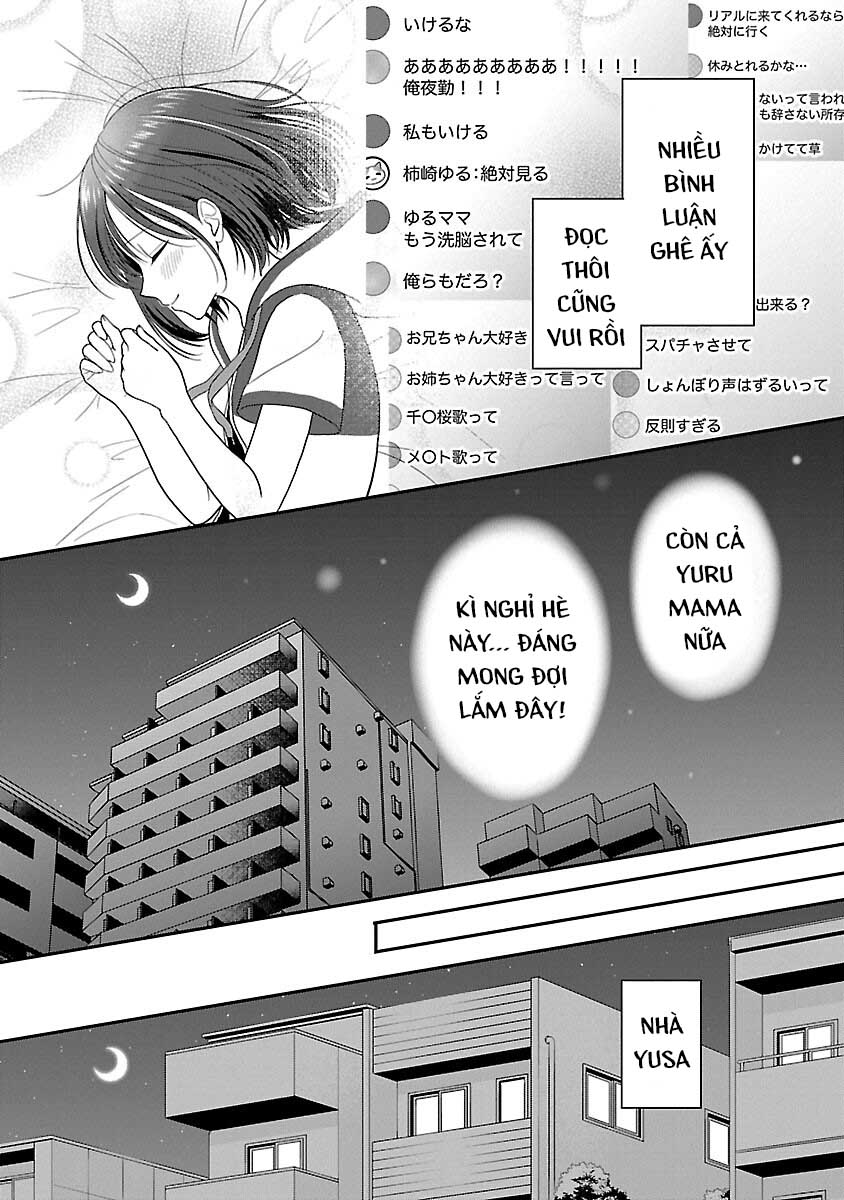 リアルに来てくれるなら
絶対に行く
休みとれるかな…
ないって言われ
も辞さない所存
かけてて草
NHIỀU
BÌNH
LUẬN
GHÊ ẤY
ĐỌC
THÔI
CŨNG
VUI RỒI
いけるな
あああああああああ！！！！！
俺夜勤！！！
私もいける
柿崎ゆる：絶対見る
ゆるママ
もう洗脳されて
俺らもだろ？
出来る？
スパチャさせて
しょんぼり声はずるいって
反則すぎる
お兄ちゃん大好き
お姉ちゃん大好きって言って
千〇桜歌って
メ〇ト歌って
CÒN CẢ
YURU
MAMA
NỮA
KÌ NGHỈ HÈ
NÀY... ĐÁNG
MONG ĐỢI
LẮM ĐÂY!
NHÀ
YUSA